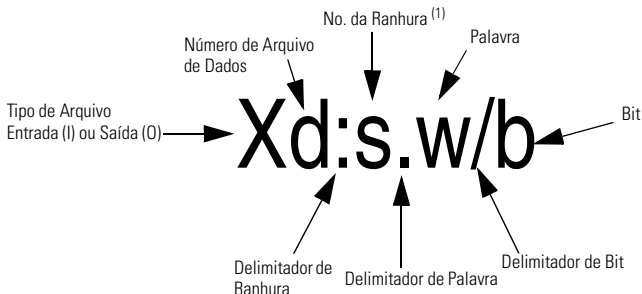 No. da Ranhura (1)
Número de Arquivo
de Dados
Palavra
Tipo de Arquivo
Entrada (I) ou Saída (O)
Xd:s.w/b
Bit
Delimitador de
Ranhura
Delimitador de Palavra
Delimitador de Bit